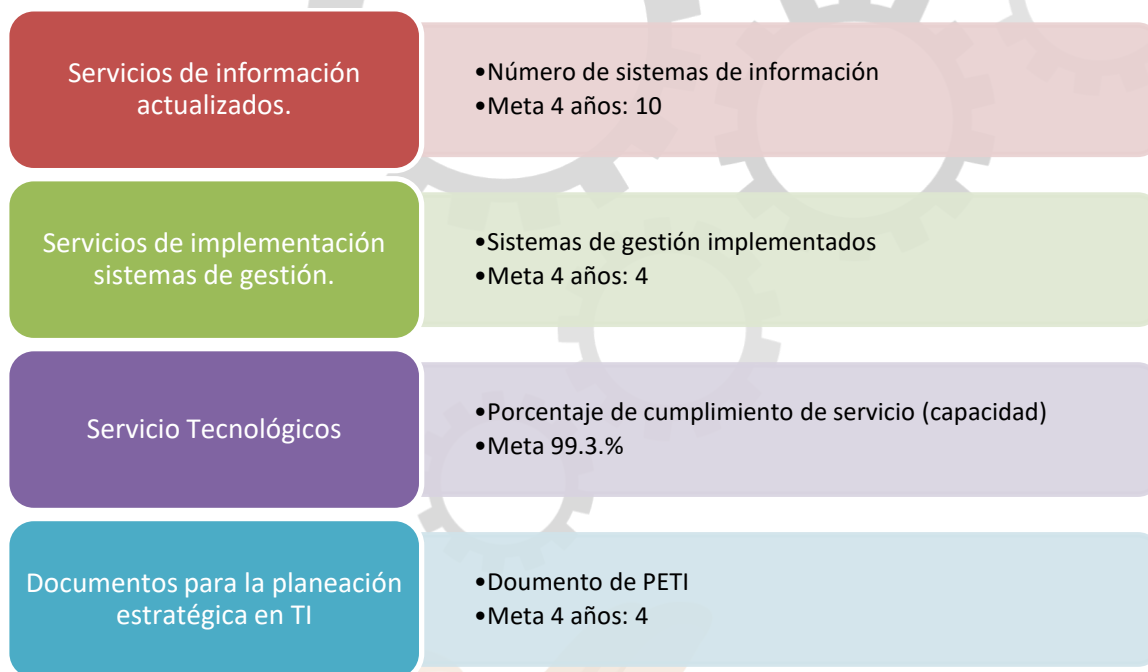 Servicios de información
actualizados.
•Número de sistemas de información
•Meta 4 años: 10
Servicios de implementación
sistemas de gestión.
•Sistemas de gestión implementados
•Meta 4 años: 4
Servicio Tecnológicos
•Porcentaje de cumplimiento de servicio (capacidad)
•Meta 99.3.%
Documentos para la planeación
estratégica en TI
•Doumento de PETI
•Meta 4 años: 4